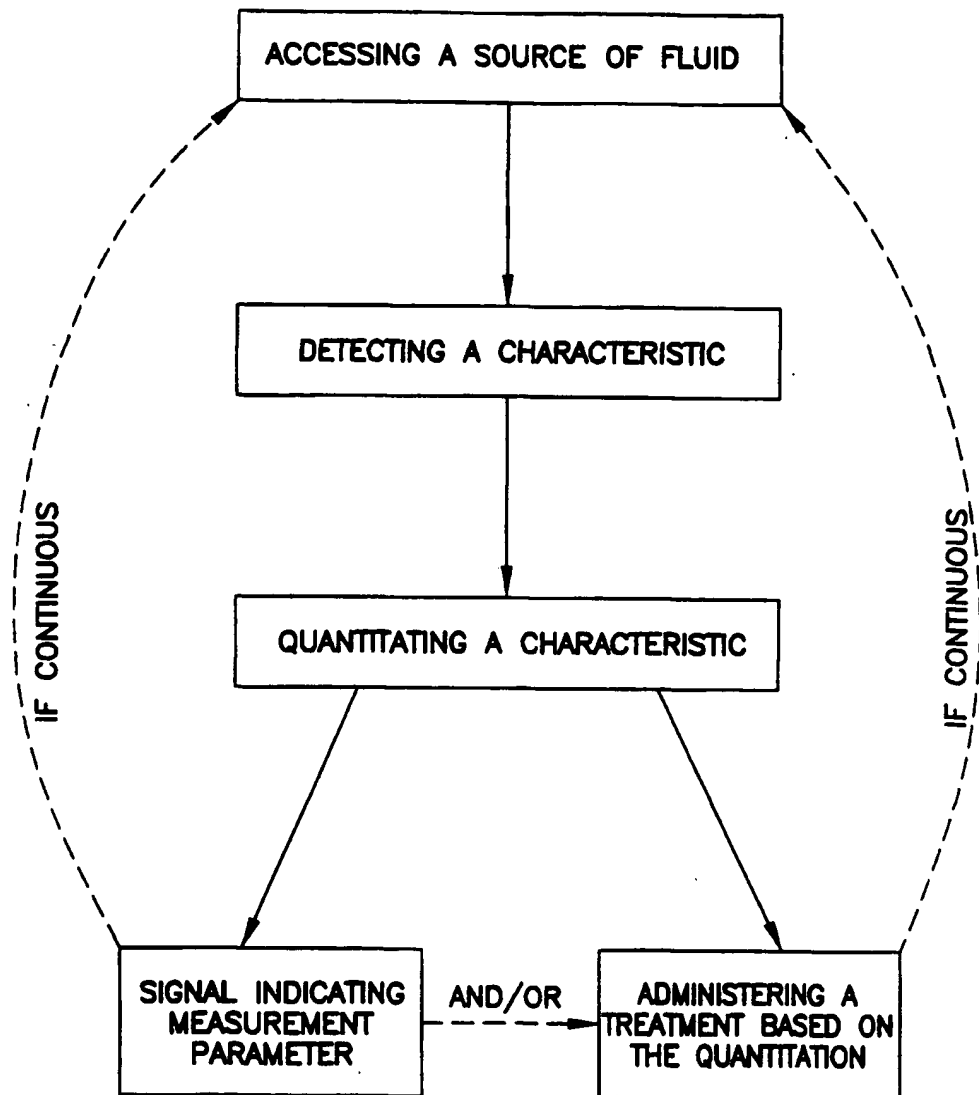 ACCESSING A SOURCE OF FLUID
DETECTING A CHARACTERISTIC
IF CONTINUOUS
IF CONTINUOUS
QUANTITATING A CHARACTERISTIC
SIGNAL INDICATING
MEASUREMENT
PARAMETER
AND/OR
ADMINISTERING A
TREATMENT BASED ON
THE QUANTITATION